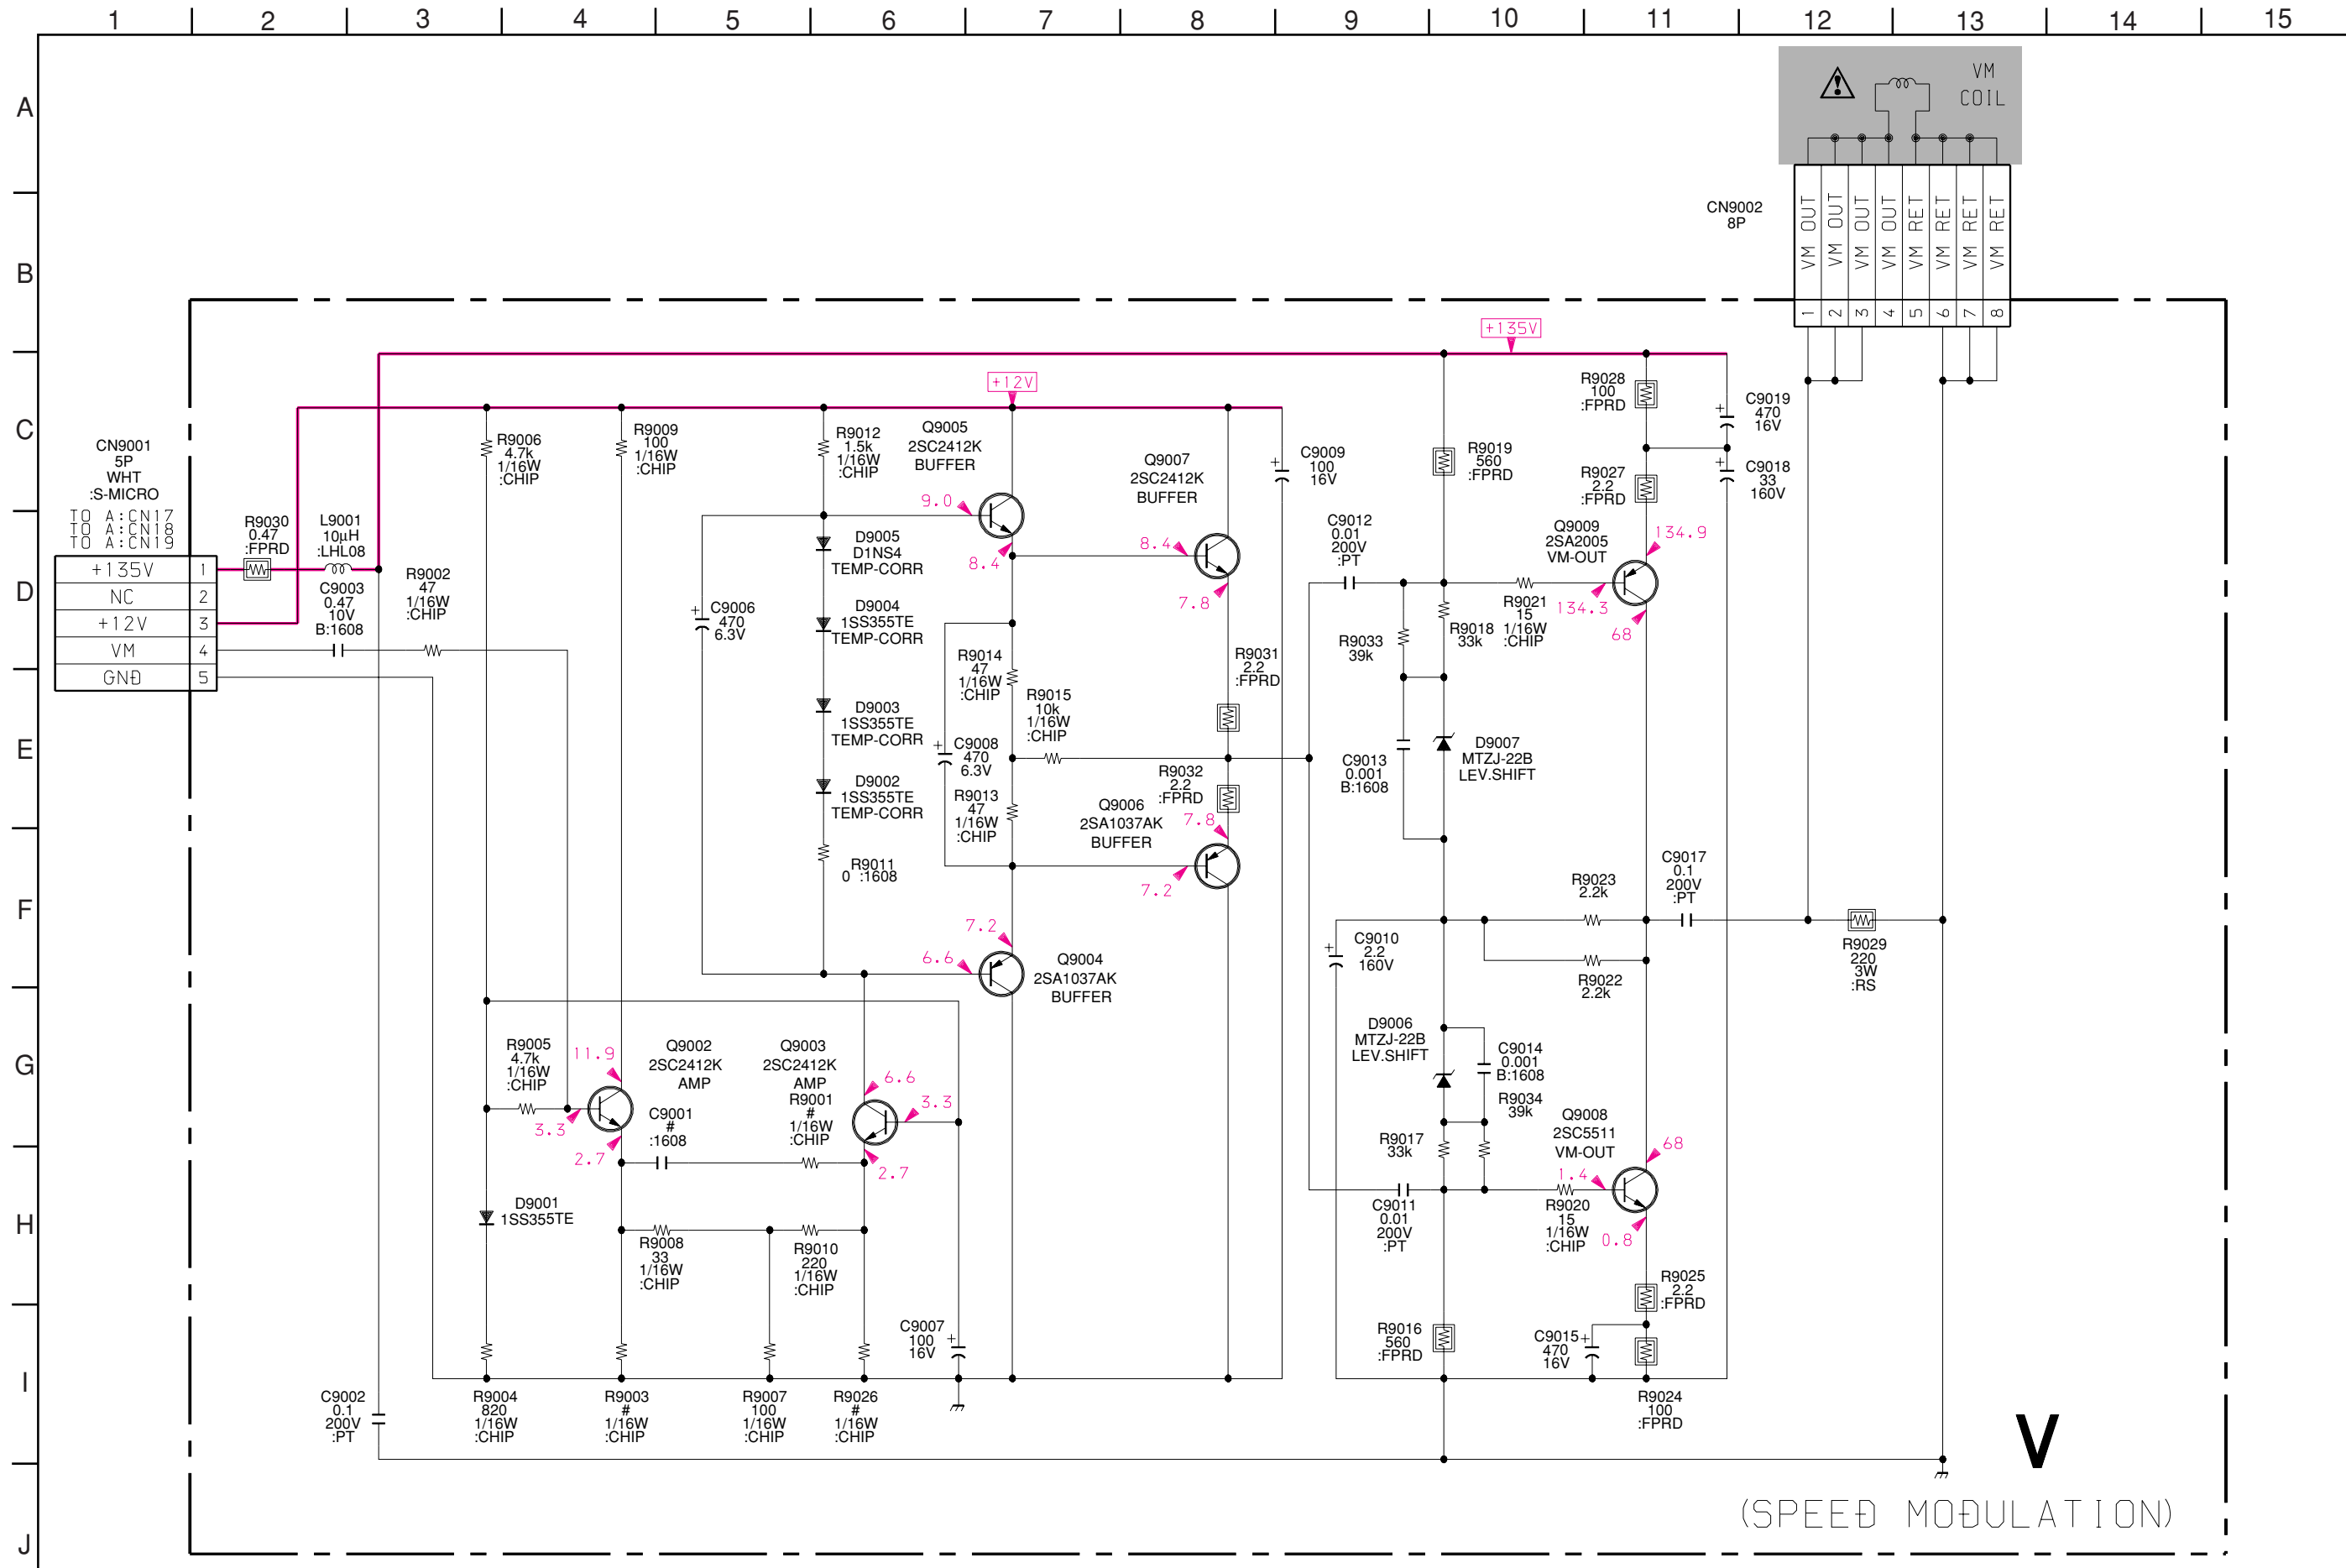 1 2 3 4 5 6 7 8 9 10 11 12 13 14 15
A
B
C
D
E
F
G
H
I
J
VM
COIL
CN9002
8P
VM OUT
VM OUT
VM OUT
VM OUT
VM RET
VM RET
VM RET
VM RET
1 2 3 4 5 6 7 8
+135V
+12V
CN9001
5P
WHT
:S-MICRO
TO A:CN17
TO A:CN18
TO A:CN19
+135V 1
NC 2
+12V 3
VM 4
GND 5
R9030
0.47
:FPRD
L9001
10µH
:LHL08
C9003
0.47
10V
B:1608
R9002
47
1/16W
:CHIP
R9006
4.7k
1/16W
:CHIP
R9009
100
1/16W
:CHIP
R9012
1.5k
1/16W
:CHIP
Q9005
2SC2412K
BUFFER
9.0
8.4
Q9007
2SC2412K
BUFFER
8.4
7.8
C9009
100
16V
R9019
560
:FPRD
R9028
100
:FPRD
R9027
2.2
:FPRD
C9019
470
16V
C9018
33
160V
C9012
0.01
200V
:PT
Q9009
2SA2005
VM-OUT
134.9
134.3
68
D9005
D1NS4
TEMP-CORR
D9004
1SS355TE
TEMP-CORR
D9003
1SS355TE
TEMP-CORR
D9002
1SS355TE
TEMP-CORR
C9006
470
6.3V
R9014
47
1/16W
:CHIP
R9015
10k
1/16W
:CHIP
R9031
2.2
:FPRD
R9033
39k
R9018
33k
R9021
15
1/16W
:CHIP
C9008
470
6.3V
R9013
47
1/16W
:CHIP
R9032
2.2
:FPRD
7.8
Q9006
2SA1037AK
BUFFER
7.2
C9013
0.001
B:1608
D9007
MTZJ-22B
LEV.SHIFT
R9011
0 :1608
7.2
6.6
Q9004
2SA1037AK
BUFFER
C9010
2.2
160V
R9023
2.2k
R9022
2.2k
C9017
0.1
200V
:PT
R9029
220
3W
:RS
R9005
4.7k
1/16W
:CHIP
11.9
3.3
2.7
Q9002
2SC2412K
AMP
C9001
#
:1608
Q9003
2SC2412K
AMP
R9001
#
1/16W
:CHIP
6.6
3.3
2.7
D9006
MTZJ-22B
LEV.SHIFT
C9014
0.001
B:1608
R9034
39k
R9017
33k
Q9008
2SC5511
VM-OUT
68
1.4
0.8
D9001
1SS355TE
R9008
33
1/16W
:CHIP
R9010
220
1/16W
:CHIP
C9011
0.01
200V
:PT
R9020
15
1/16W
:CHIP
R9025
2.2
:FPRD
C9007
100
16V
R9016
560
:FPRD
C9015
470
16V
R9024
100
:FPRD
C9002
0.1
200V
:PT
R9004
820
1/16W
:CHIP
R9003
#
1/16W
:CHIP
R9007
100
1/16W
:CHIP
R9026
#
1/16W
:CHIP
V
(SPEED MODULATION)